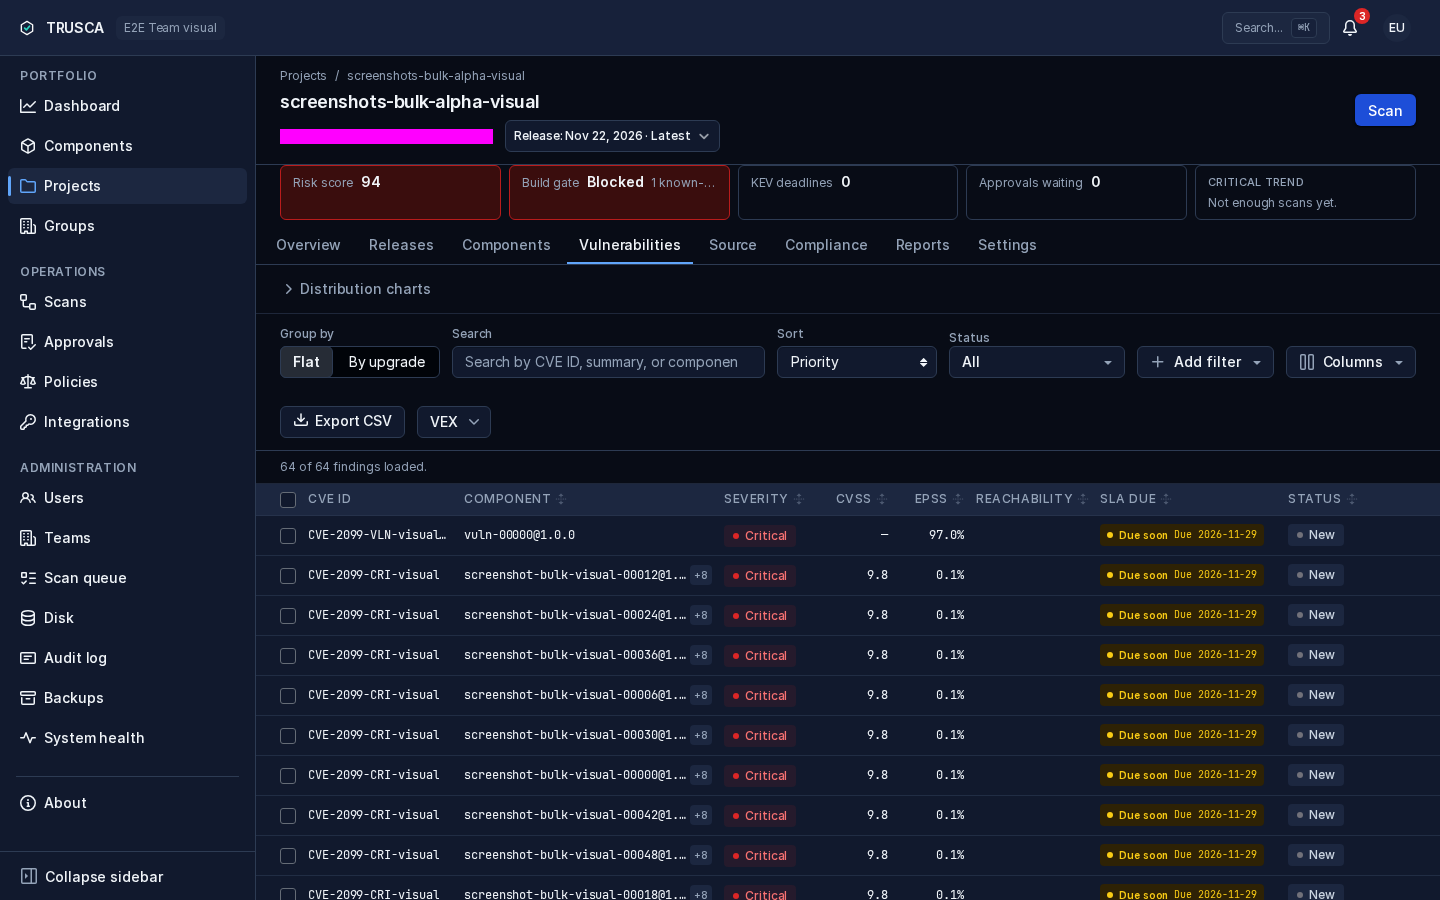 TRUSCA
E2E Team visual
Search...
⌘K
3
EU
PORTFOLIO
Dashboard
Components
Projects
Groups
OPERATIONS
Scans
Approvals
Policies
Integrations
ADMINISTRATION
Users
Teams
Scan queue
Disk
Audit log
Backups
System health
About
Collapse sidebar
Projects / screenshots-bulk-alpha-visual
screenshots-bulk-alpha-visual
Release: Nov 22, 2026 · Latest
Scan
Risk score 94
Build gate Blocked 1 known-...
KEV deadlines 0
Approvals waiting 0
CRITICAL TREND
Not enough scans yet.
Overview Releases Components Vulnerabilities Source Compliance Reports Settings
Distribution charts
Group by
Flat By upgrade
Search
Search by CVE ID, summary, or componen
Sort
Priority
Status
All
Add filter
Columns
Export CSV
VEX
64 of 64 findings loaded.
CVE ID COMPONENT SEVERITY CVSS EPSS REACHABILITY SLA DUE STATUS
CVE-2099-VLN-visual… vuln-00000@1.0.0 Critical — 97.0% Due soon Due 2026-11-29 New
CVE-2099-CRI-visual screenshot-bulk-visual-00012@1.… +8 Critical 9.8 0.1% Due soon Due 2026-11-29 New
CVE-2099-CRI-visual screenshot-bulk-visual-00024@1.… +8 Critical 9.8 0.1% Due soon Due 2026-11-29 New
CVE-2099-CRI-visual screenshot-bulk-visual-00036@1.… +8 Critical 9.8 0.1% Due soon Due 2026-11-29 New
CVE-2099-CRI-visual screenshot-bulk-visual-00006@1.… +8 Critical 9.8 0.1% Due soon Due 2026-11-29 New
CVE-2099-CRI-visual screenshot-bulk-visual-00030@1.… +8 Critical 9.8 0.1% Due soon Due 2026-11-29 New
CVE-2099-CRI-visual screenshot-bulk-visual-00000@1.… +8 Critical 9.8 0.1% Due soon Due 2026-11-29 New
CVE-2099-CRI-visual screenshot-bulk-visual-00042@1.… +8 Critical 9.8 0.1% Due soon Due 2026-11-29 New
CVE-2099-CRI-visual screenshot-bulk-visual-00048@1.… +8 Critical 9.8 0.1% Due soon Due 2026-11-29 New
CVE-2099-CRI-visual screenshot-bulk-visual-00018@1.… +8 Critical 9.8 0.1% Due soon Due 2026-11-29 New